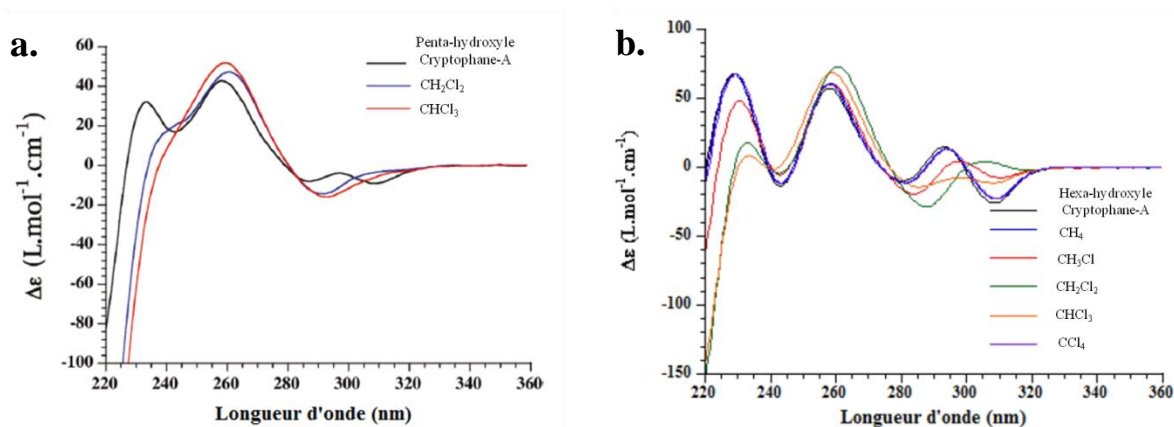 a.
60
40
20
0
-20
-40
-60
-80
-100
220 240 260 280 300 320 340 360
Δε (L.mol⁻¹.cm⁻¹)
Longueur d'onde (nm)
Penta-hydroxyle
Cryptophane-A
CH₂Cl₂
CHCl₃
b.
100
50
0
-50
-100
-150
220 240 260 280 300 320 340 360
Δε (L.mol⁻¹.cm⁻¹)
Longueur d'onde (nm)
Hexa-hydroxyle
Cryptophane-A
CH₄
CH₃Cl
CH₂Cl₂
CHCl₃
CCl₄